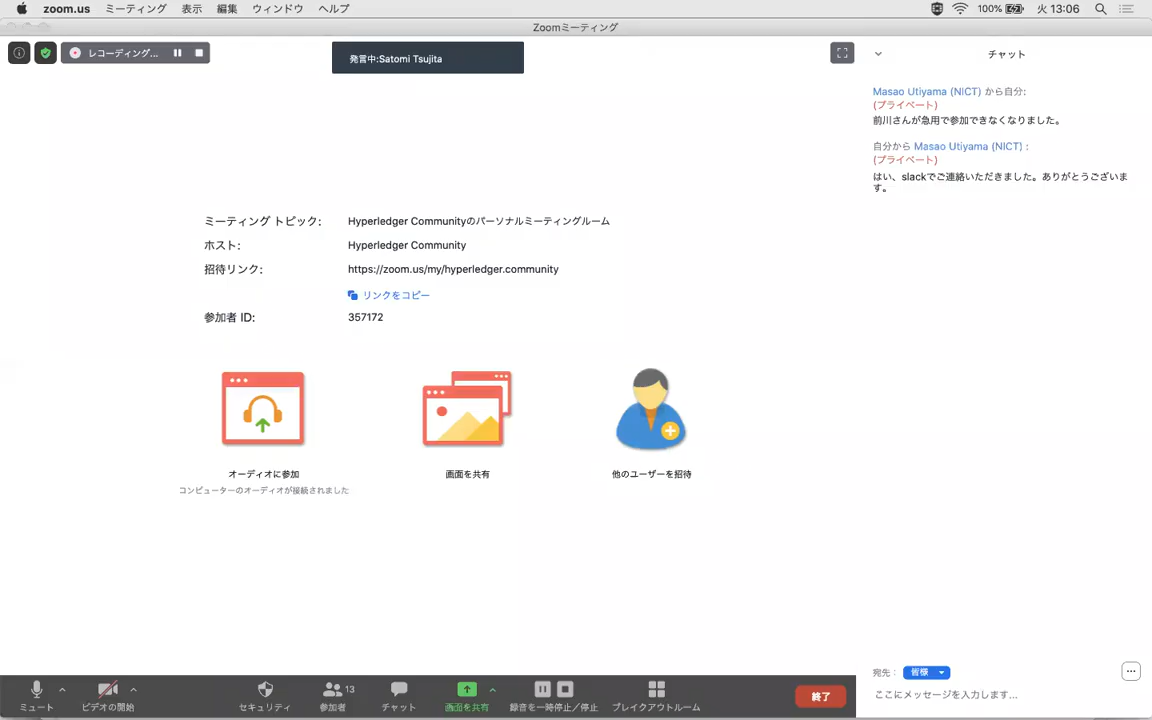 zoom.us ミーティング 表示 編集 ウィンドウ ヘルプ 100% 火 13:06
Zoomミーティング
レコーディング...
発言中:Satomi Tsujita
チャット
Masao Utiyama (NICT) から自分:
(プライベート)
前川さんが急用で参加できなくなりました。
自分から Masao Utiyama (NICT) :
(プライベート)
はい、slackでご連絡いただきました。ありがとうございま
す。
ミーティング トピック: Hyperledger Communityのパーソナルミーティングルーム
ホスト: Hyperledger Community
招待リンク: https://zoom.us/my/hyperledger.community
リンクをコピー
参加者 ID: 357172
オーディオに参加 画面を共有 他のユーザーを招待
コンピューターのオーディオが接続されました
宛先： 皆様
ここにメッセージを入力します...
13
ミュート ビデオの開始 セキュリティ 参加者 チャット 画面を共有 録音を一時停止/停止 ブレイクアウトルーム 終了